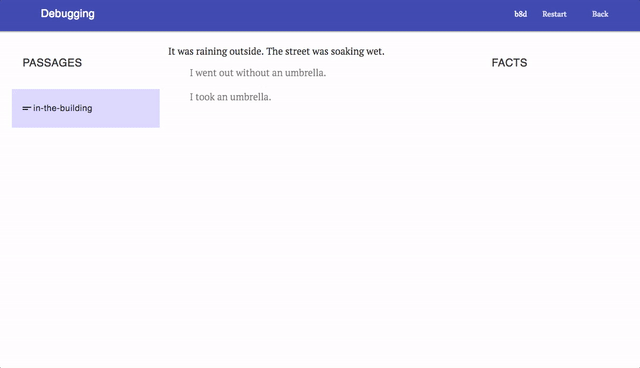 Debugging
b8d Restart Back
PASSAGES
in-the-building
It was raining outside. The street was soaking wet.
I went out without an umbrella.
I took an umbrella.
FACTS